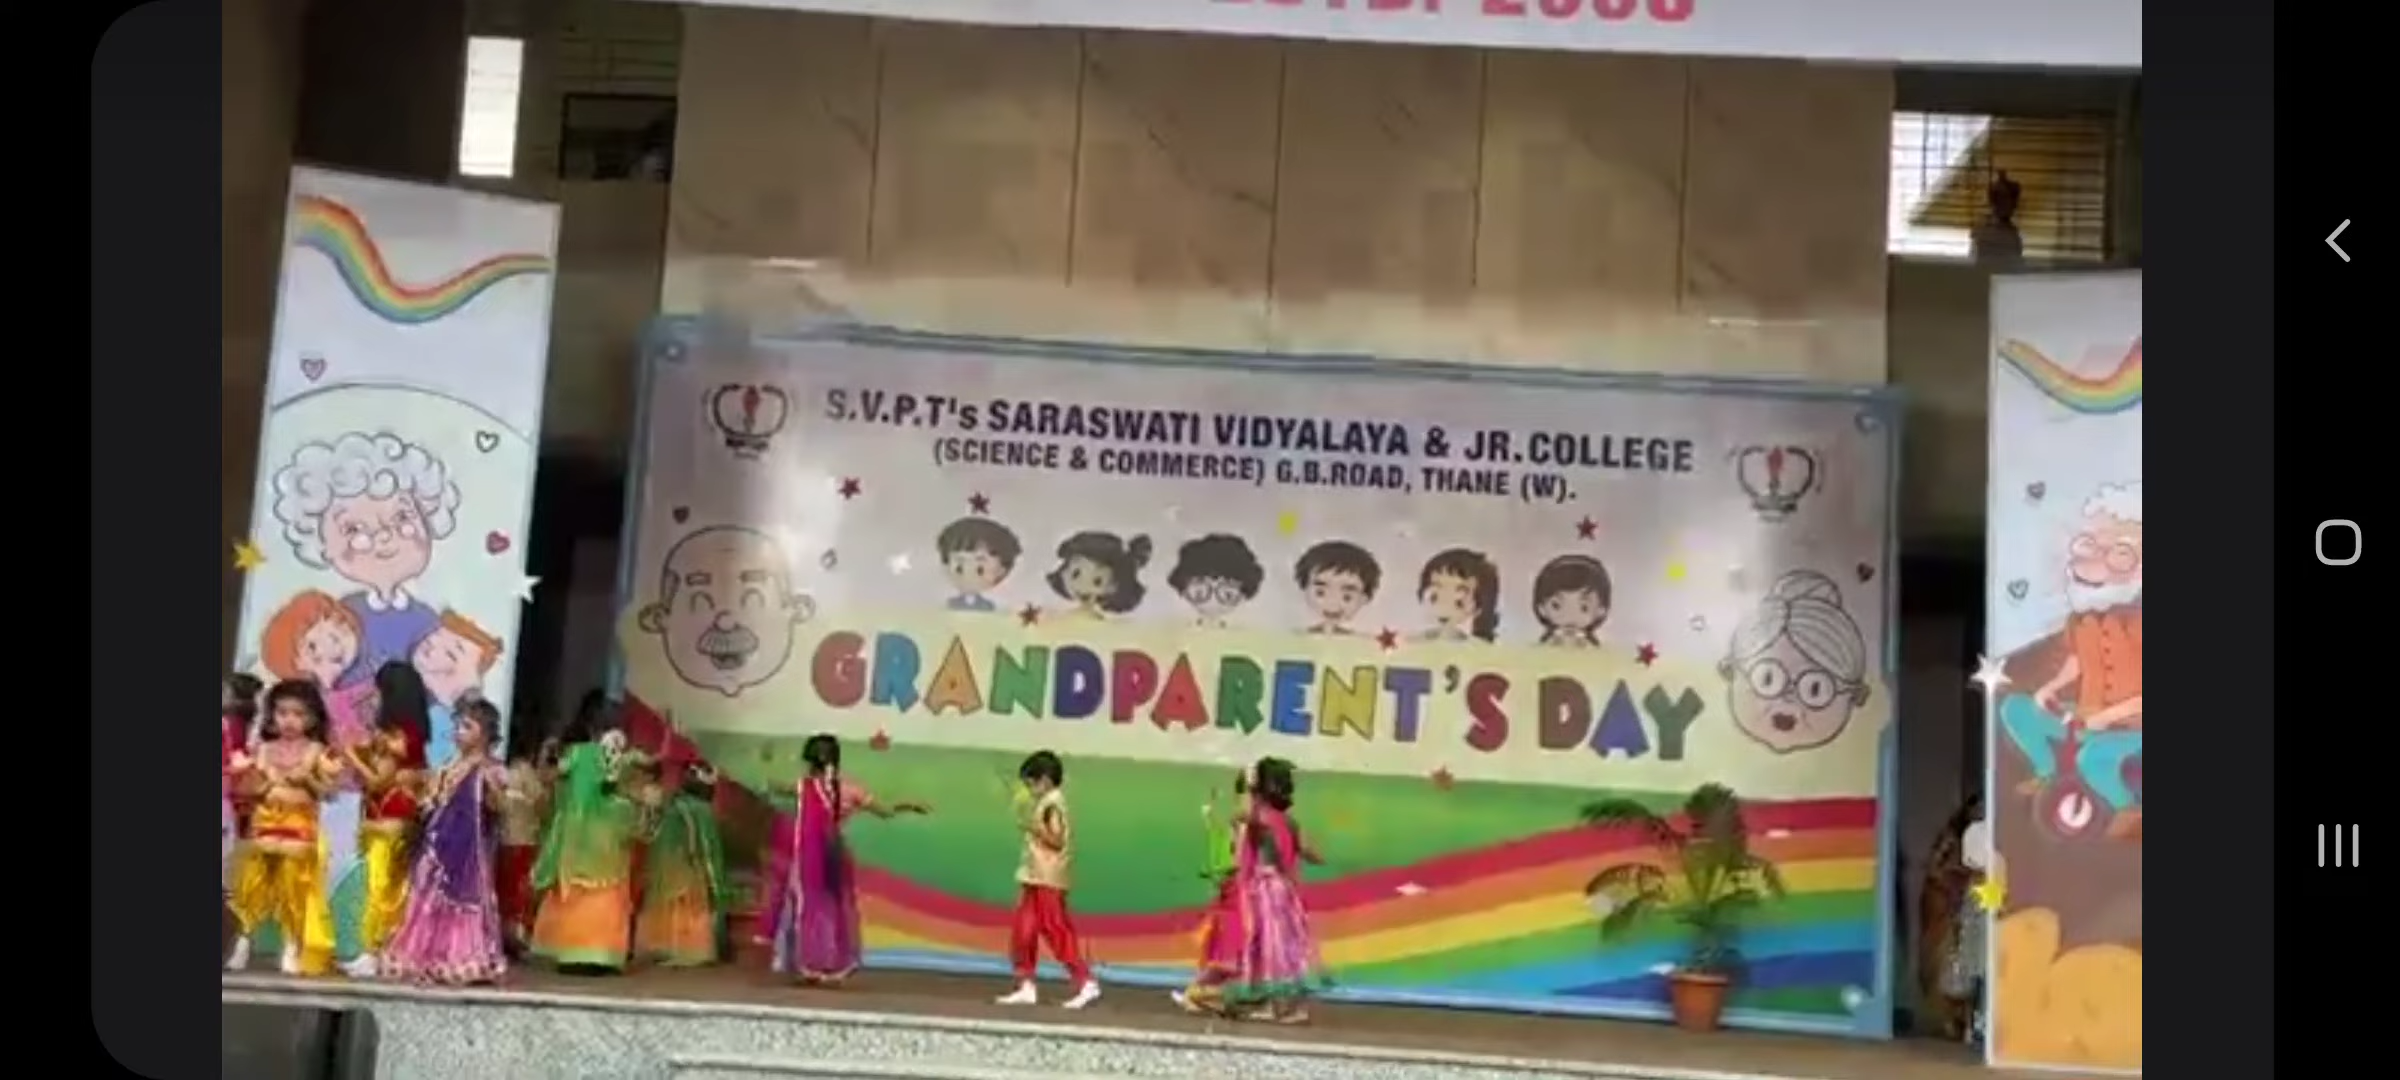 S.V.P.T's SARASWATI VIDYALAYA & JR.COLLEGE
(SCIENCE & COMMERCE) G.B.ROAD, THANE (W).
GRANDPARENT'S DAY